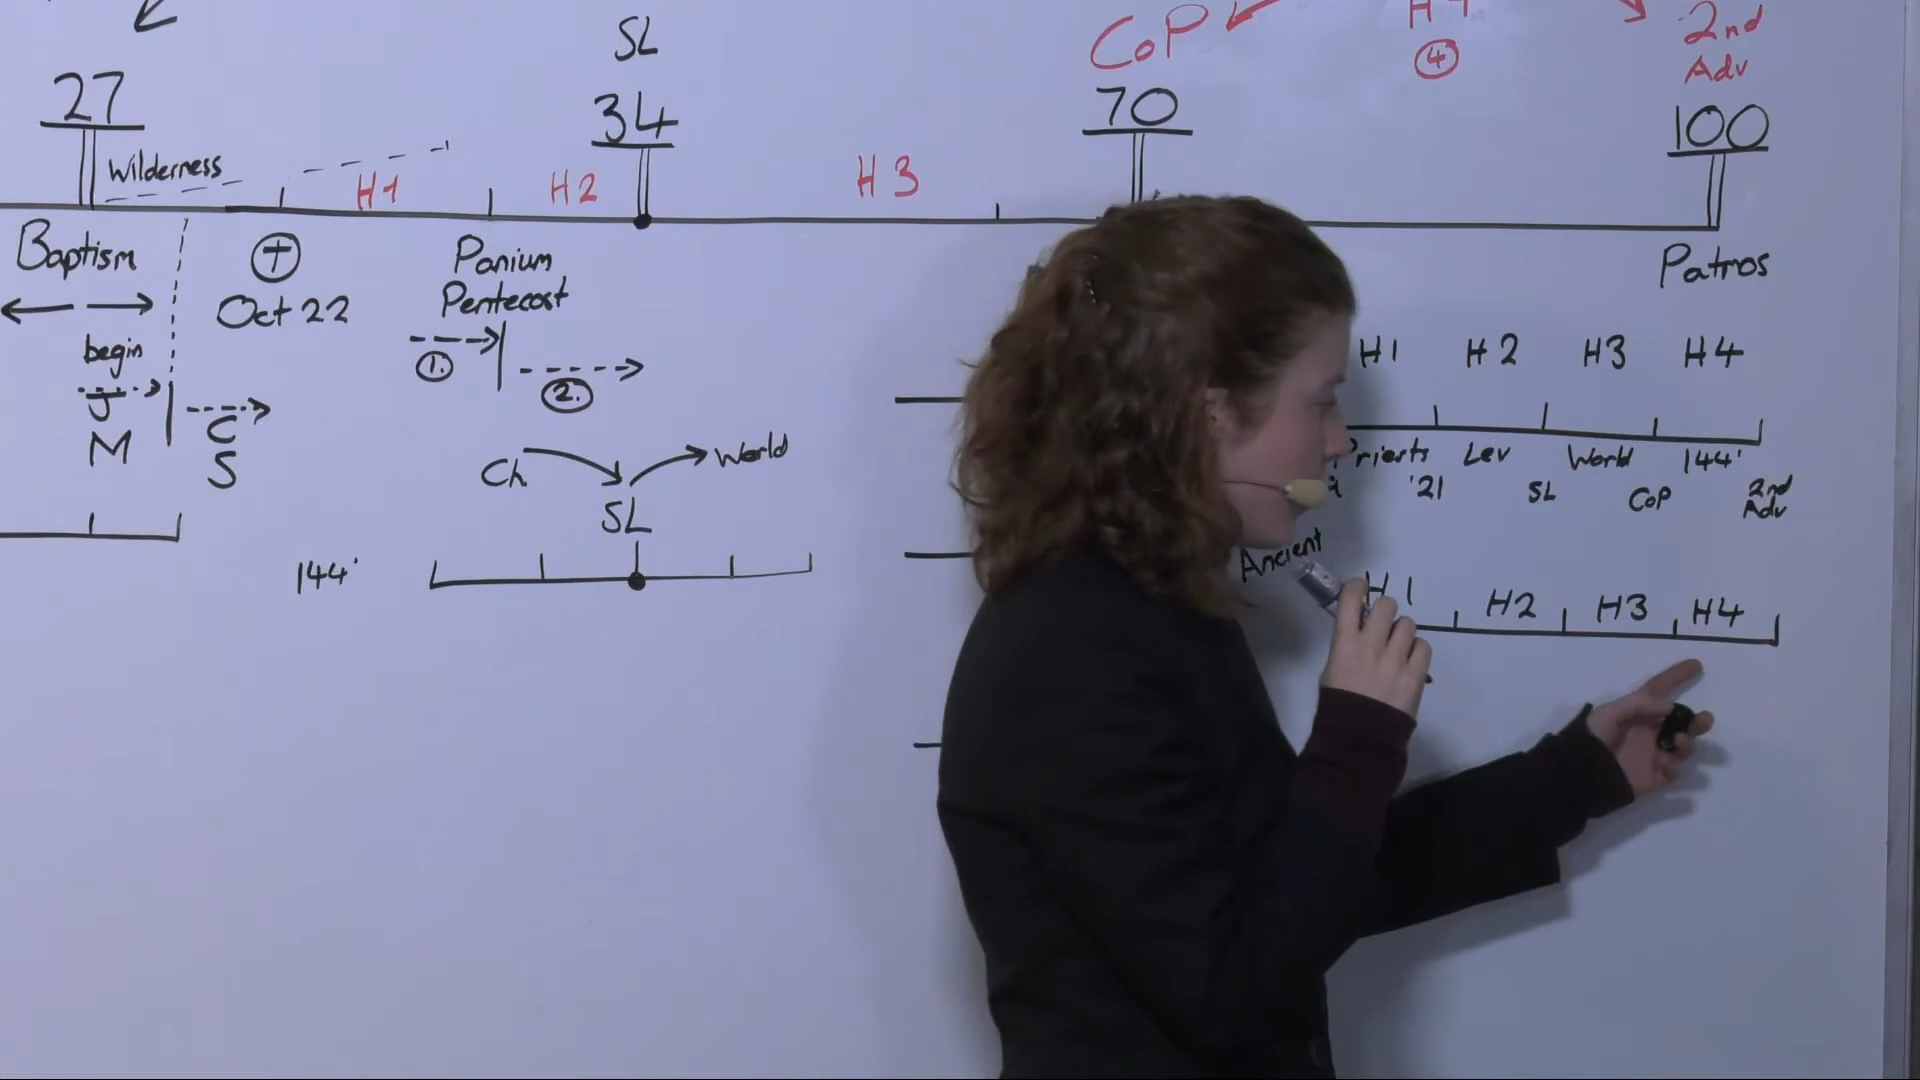 SL
CoP
H4
4
2nd
Adv
27
34
70
100
Wilderness
H1
H2
H3
Baptism
Oct 22
Panium
Pentecost
Patmos
begin
J
M
C
S
1.
2.
Ch
World
SL
144'
H1 H2 H3 H4
Priests Lev World 144'
'21 SL CoP 2nd
Adv
Ancient
H1 H2 H3 H4